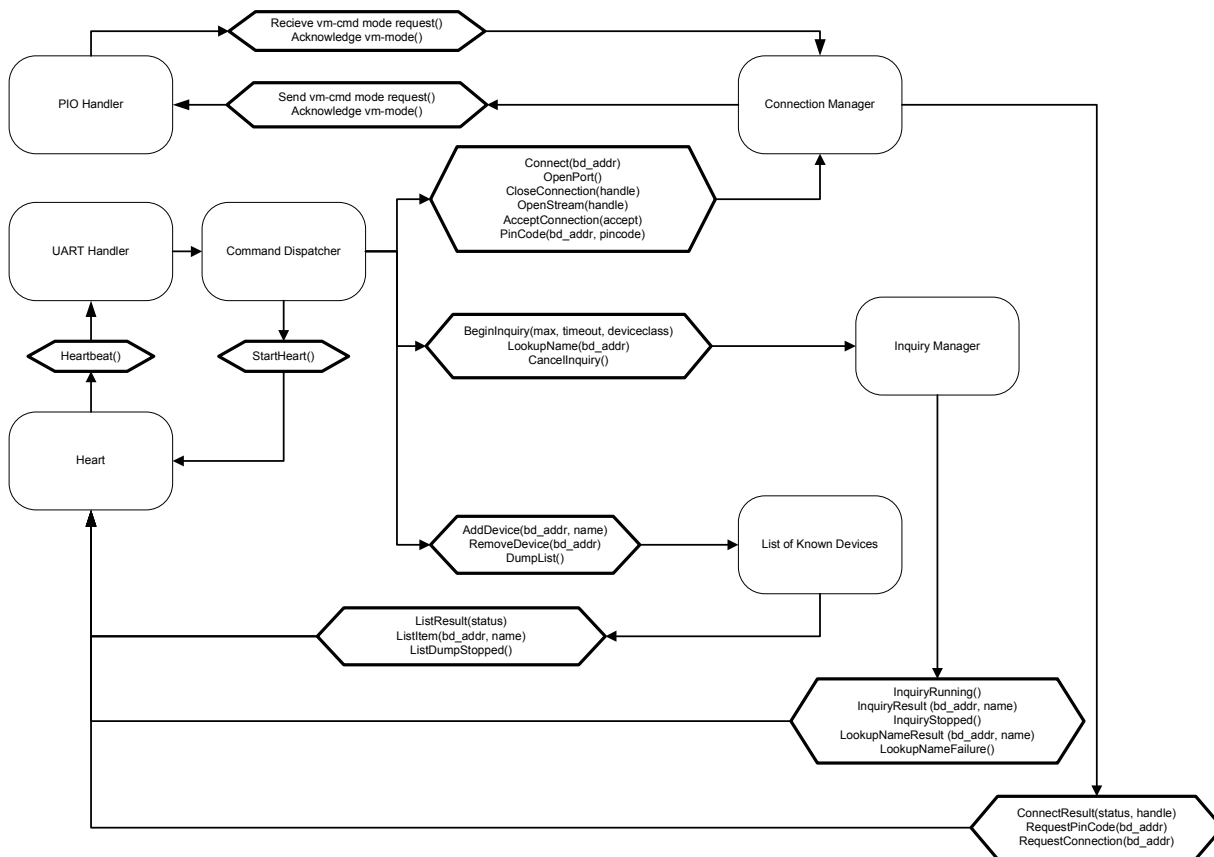 Recieve vm-cmd mode request()
Acknowledge vm-mode()
PIO Handler
Send vm-cmd mode request()
Acknowledge vm-mode()
Connection Manager
Connect(bd_addr)
OpenPort()
CloseConnection(handle)
OpenStream(handle)
AcceptConnection(accept)
PinCode(bd_addr, pincode)
UART Handler
Command Dispatcher
Heartbeat()
StartHeart()
BeginInquiry(max, timeout, deviceclass)
LookupName(bd_addr)
CancelInquiry()
Inquiry Manager
Heart
AddDevice(bd_addr, name)
RemoveDevice(bd_addr)
DumpList()
List of Known Devices
ListResult(status)
ListItem(bd_addr, name)
ListDumpStopped()
InquiryRunning()
InquiryResult (bd_addr, name)
InquiryStopped()
LookupNameResult (bd_addr, name)
LookupNameFailure()
ConnectResult(status, handle)
RequestPinCode(bd_addr)
RequestConnection(bd_addr)